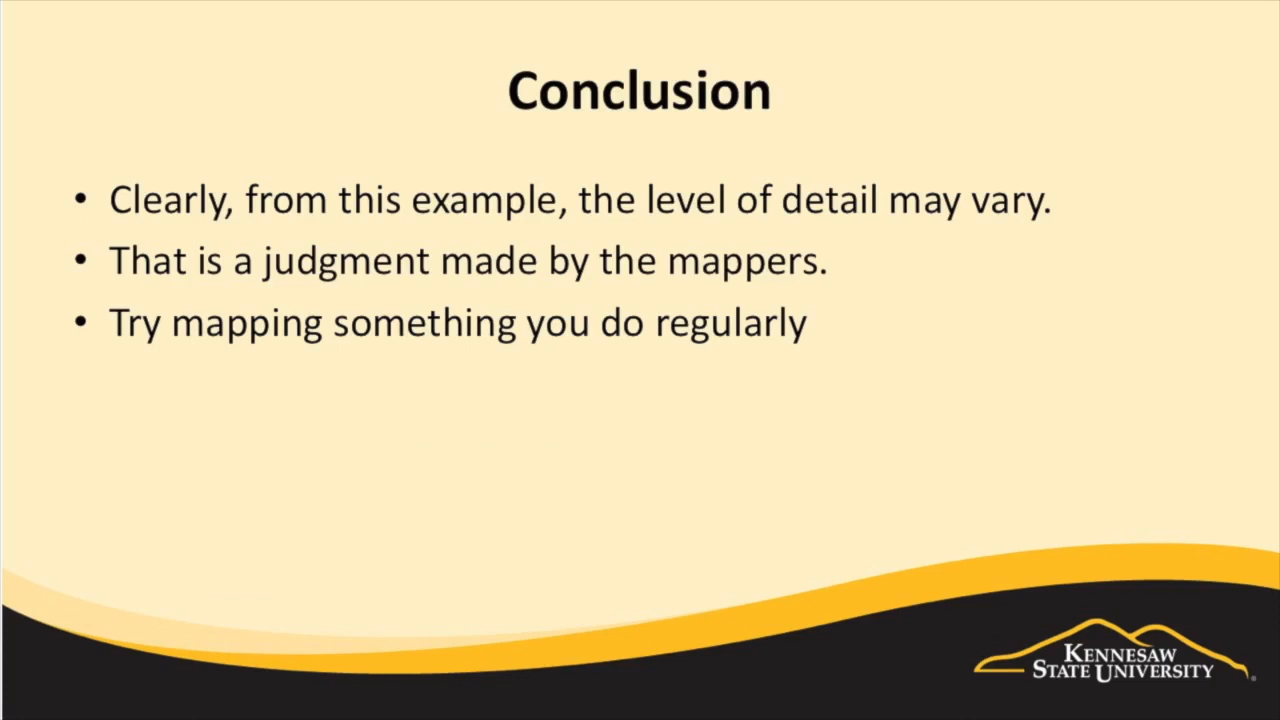 Conclusion
• Clearly, from this example, the level of detail may vary.
• That is a judgment made by the mappers.
• Try mapping something you do regularly
KENNESAW
STATE UNIVERSITY